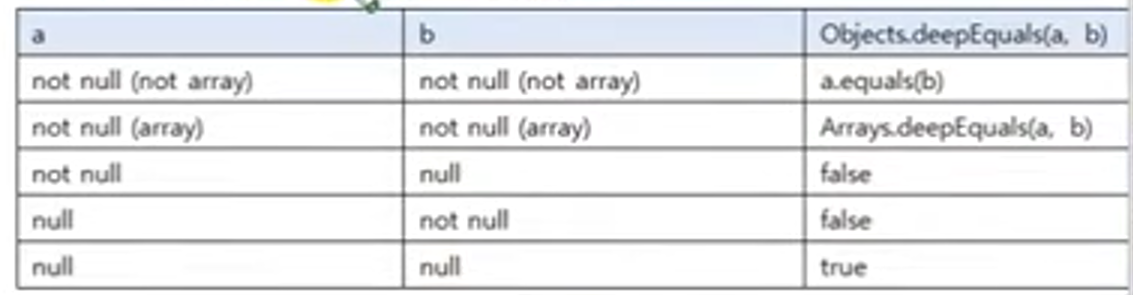 a b Objects.deepEquals(a, b)
not null (not array) not null (not array) a.equals(b)
not null (array) not null (array) Arrays.deepEquals(a, b)
not null null false
null not null false
null null true